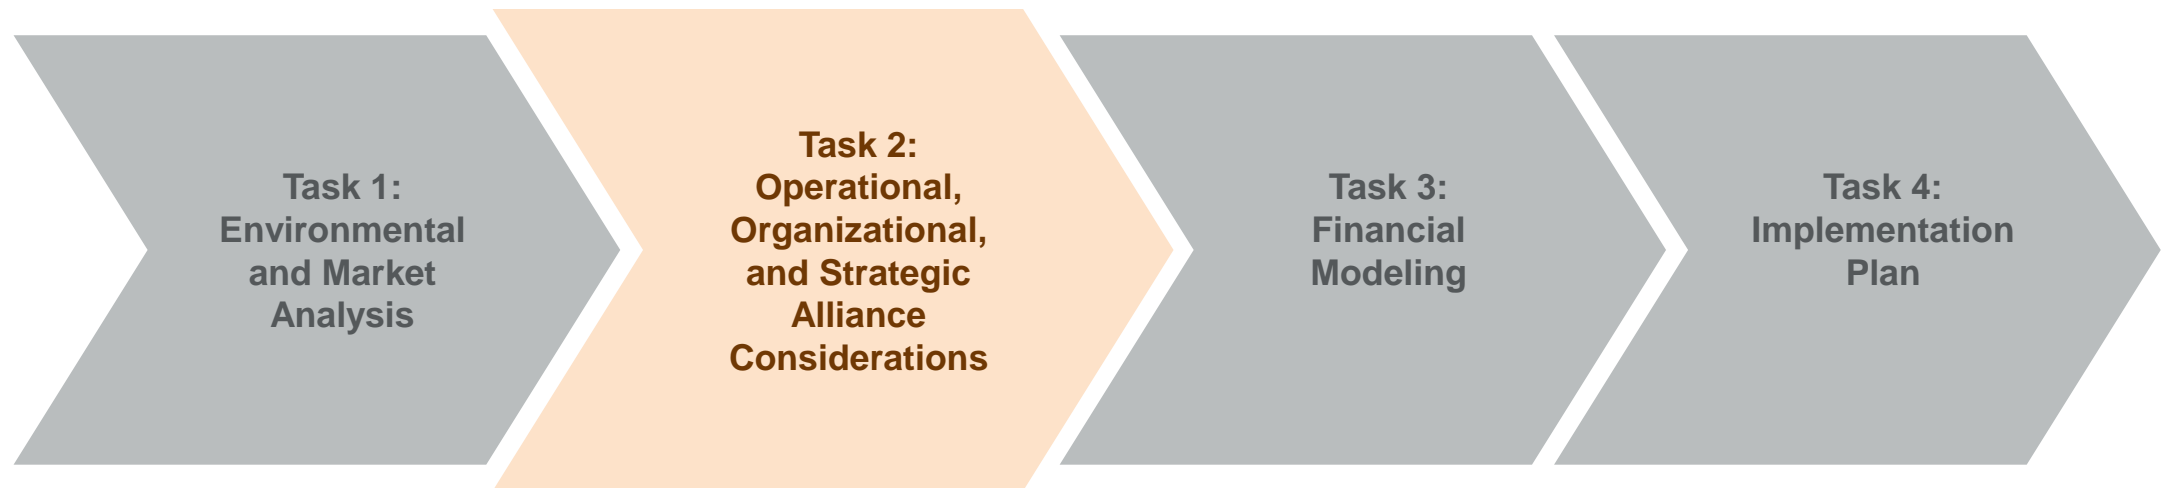 Task 1:
Environmental
and Market
Analysis
Task 2:
Operational,
Organizational,
and Strategic
Alliance
Considerations
Task 3:
Financial
Modeling
Task 4:
Implementation
Plan